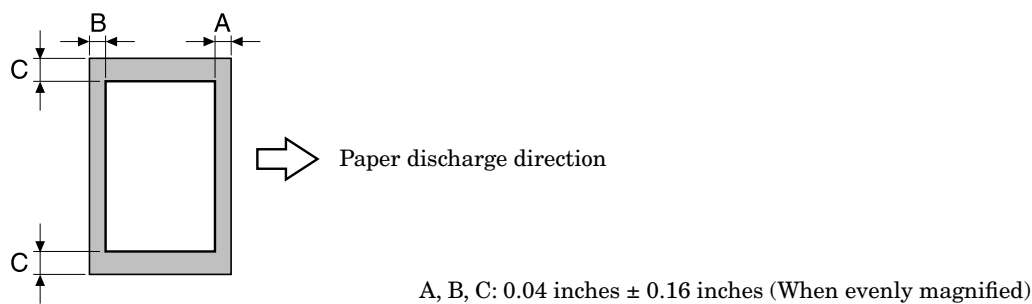 B A
C
Paper discharge direction
C
A, B, C: 0.04 inches ± 0.16 inches (When evenly magnified)